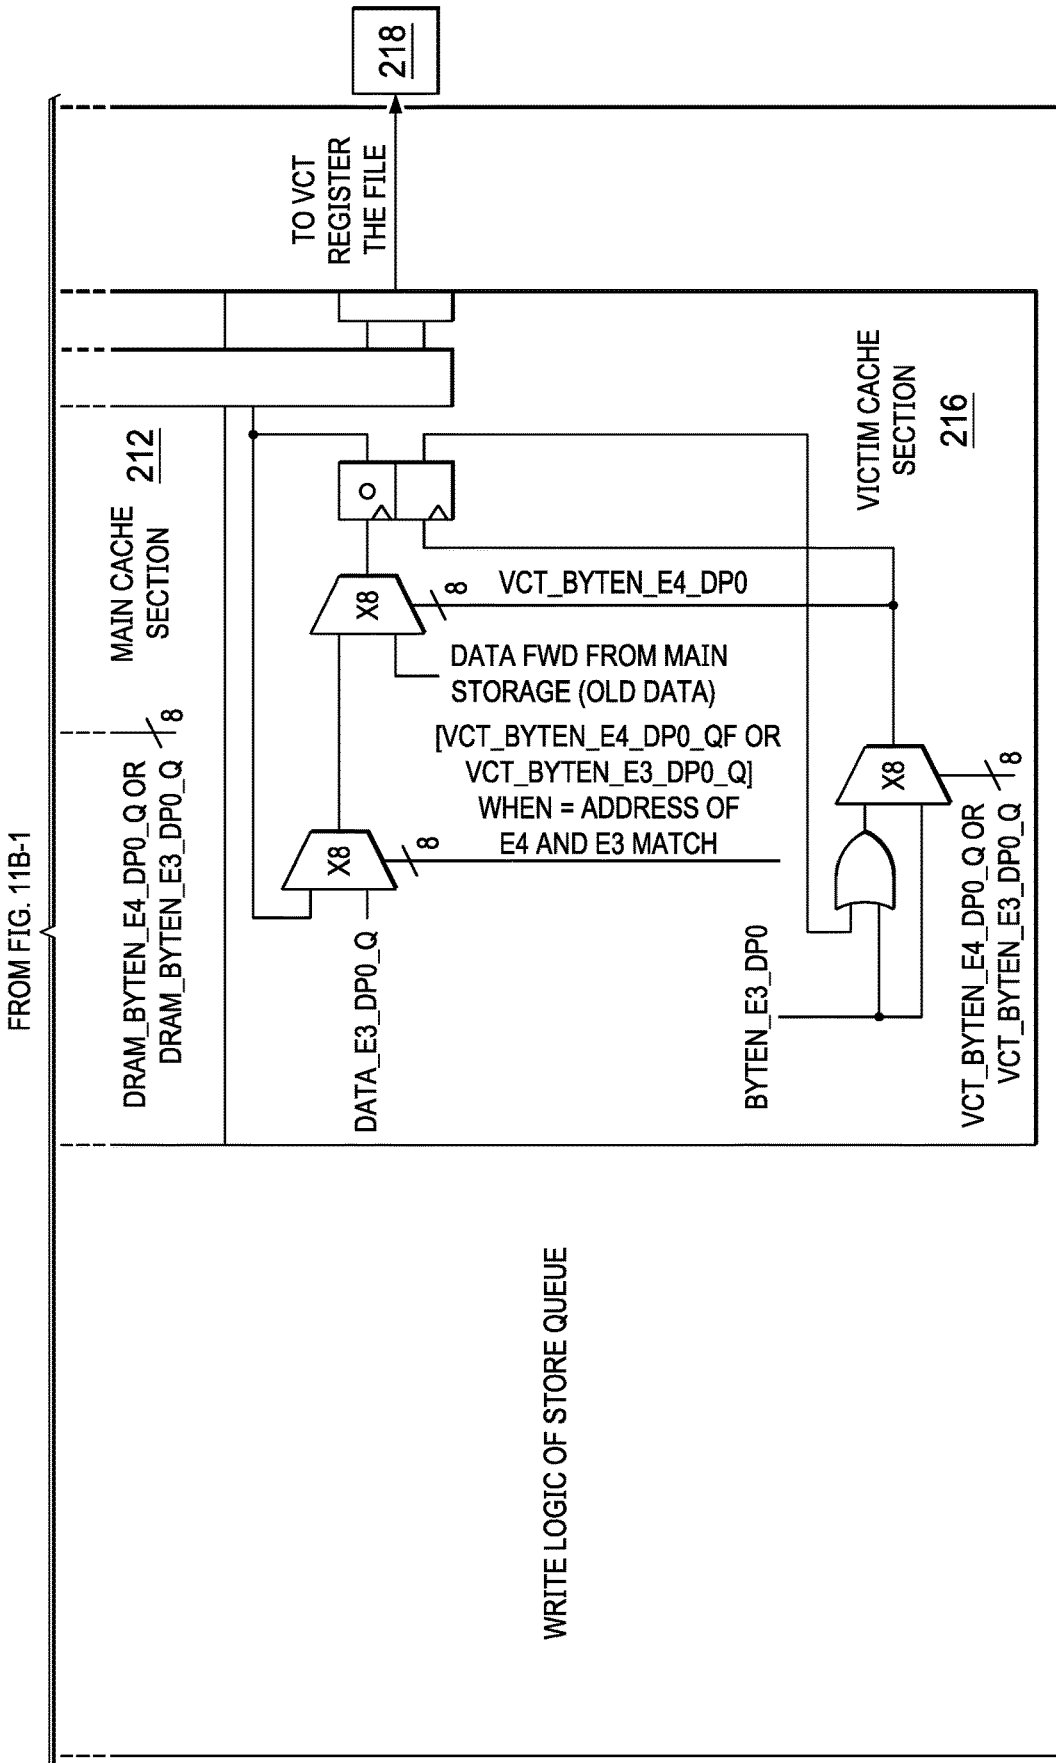 FROM FIG. 11B-1
DRAM_BYTEN_E4_DP0_Q OR
DRAM_BYTEN_E3_DP0_Q
8
MAIN CACHE
SECTION
212
TO VCT
REGISTER
THE FILE
218
DATA_E3_DP0_Q
X8
8
[VCT_BYTEN_E4_DP0_QF OR
VCT_BYTEN_E3_DP0_Q]
WHEN = ADDRESS OF
E4 AND E3 MATCH
X8
8
VCT_BYTEN_E4_DP0
DATA FWD FROM MAIN
STORAGE (OLD DATA)
BYTEN_E3_DP0
X8
8
VCT_BYTEN_E4_DP0_Q OR
VCT_BYTEN_E3_DP0_Q
VICTIM CACHE
SECTION
216
WRITE LOGIC OF STORE QUEUE